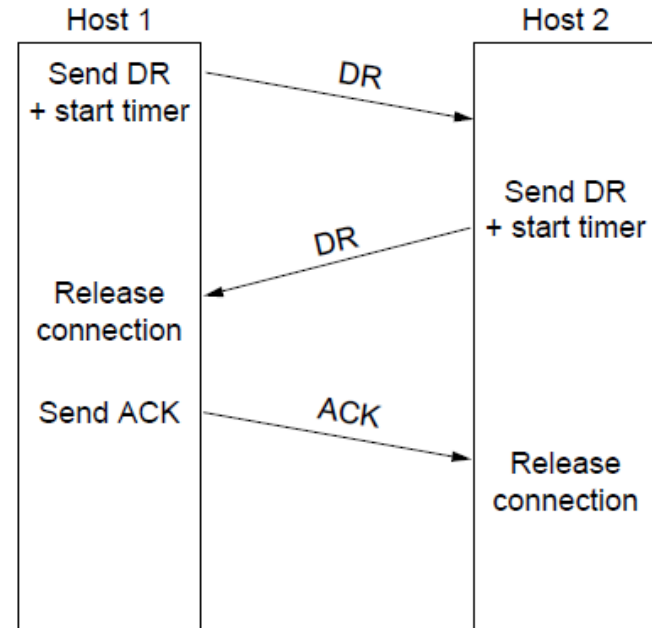 Host 1
Host 2
Send DR
+ start timer
DR
Send DR
+ start timer
DR
Release
connection
Send ACK
ACK
Release
connection